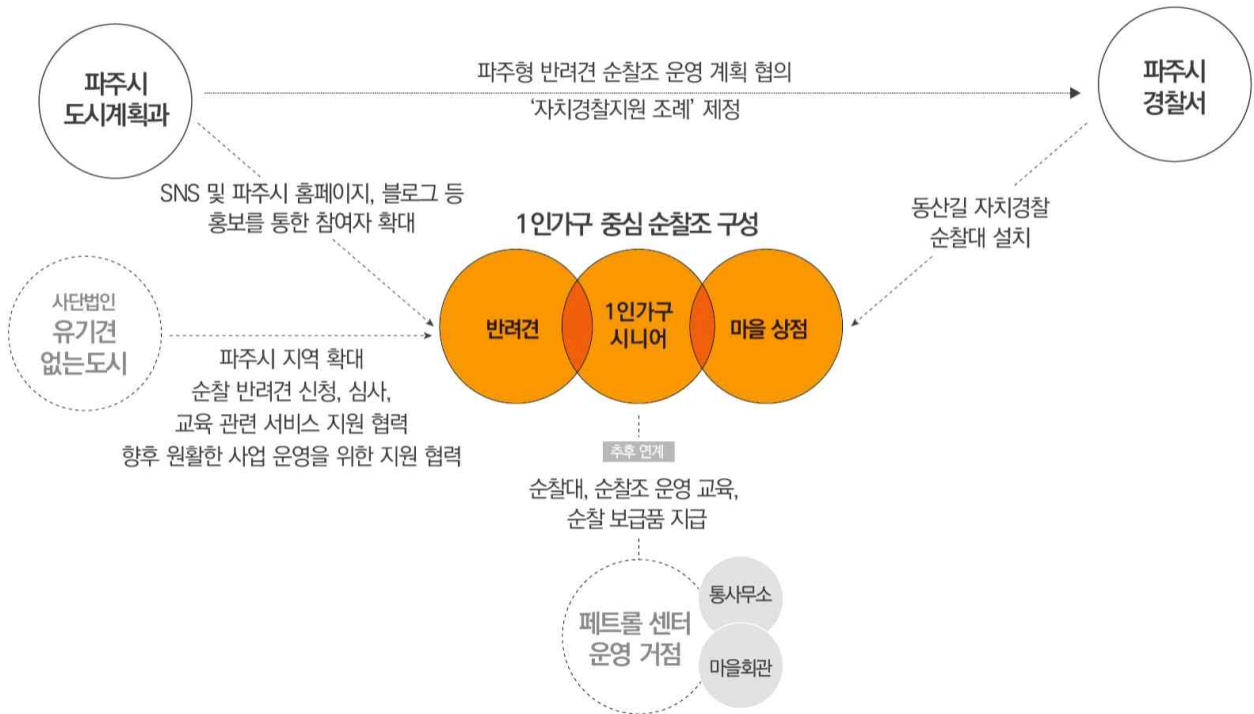 파주시
도시계획과
파주형 반려견 순찰조 운영 계획 협의
'자치경찰지원 조례' 제정
파주시
경찰서
SNS 및 파주시 홈페이지, 블로그 등
홍보를 통한 참여자 확대
동산길 자치경찰
순찰대 설치
1인가구 중심 순찰조 구성
반려견
1인가구
시니어
마을 상점
사단법인
유기견
없는도시
파주시 지역 확대
순찰 반려견 신청, 심사,
교육 관련 서비스 지원 협력
향후 원활한 사업 운영을 위한 지원 협력
추후 연계
순찰대, 순찰조 운영 교육,
순찰 보급품 지급
페트롤 센터
운영 거점
통사무소
마을회관